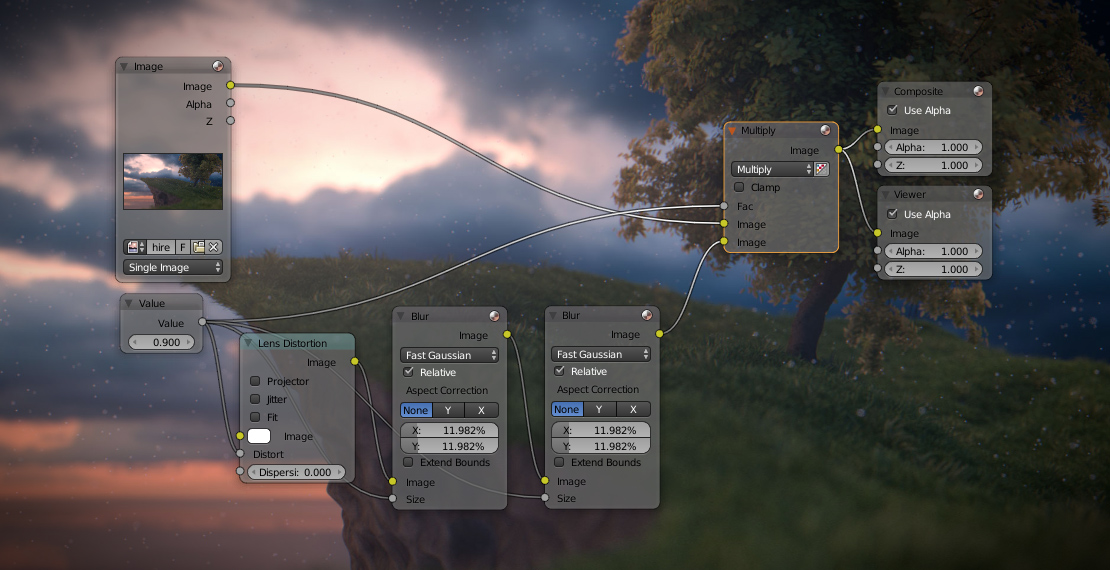 Image
Image
Alpha
Z
hire F
Single Image
Value
Value
0.900
Lens Distortion
Image
Projector
Jitter
Fit
Image
Distort
Dispersi: 0.000
Blur
Image
Fast Gaussian
Relative
Aspect Correction
None Y X
X: 11.982%
Y: 11.982%
Extend Bounds
Image
Size
Blur
Image
Fast Gaussian
Relative
Aspect Correction
None Y X
X: 11.982%
Y: 11.982%
Extend Bounds
Image
Size
Multiply
Image
Multiply
Clamp
Fac
Image
Image
Composite
Use Alpha
Image
Alpha: 1.000
Z: 1.000
Viewer
Use Alpha
Image
Alpha: 1.000
Z: 1.000